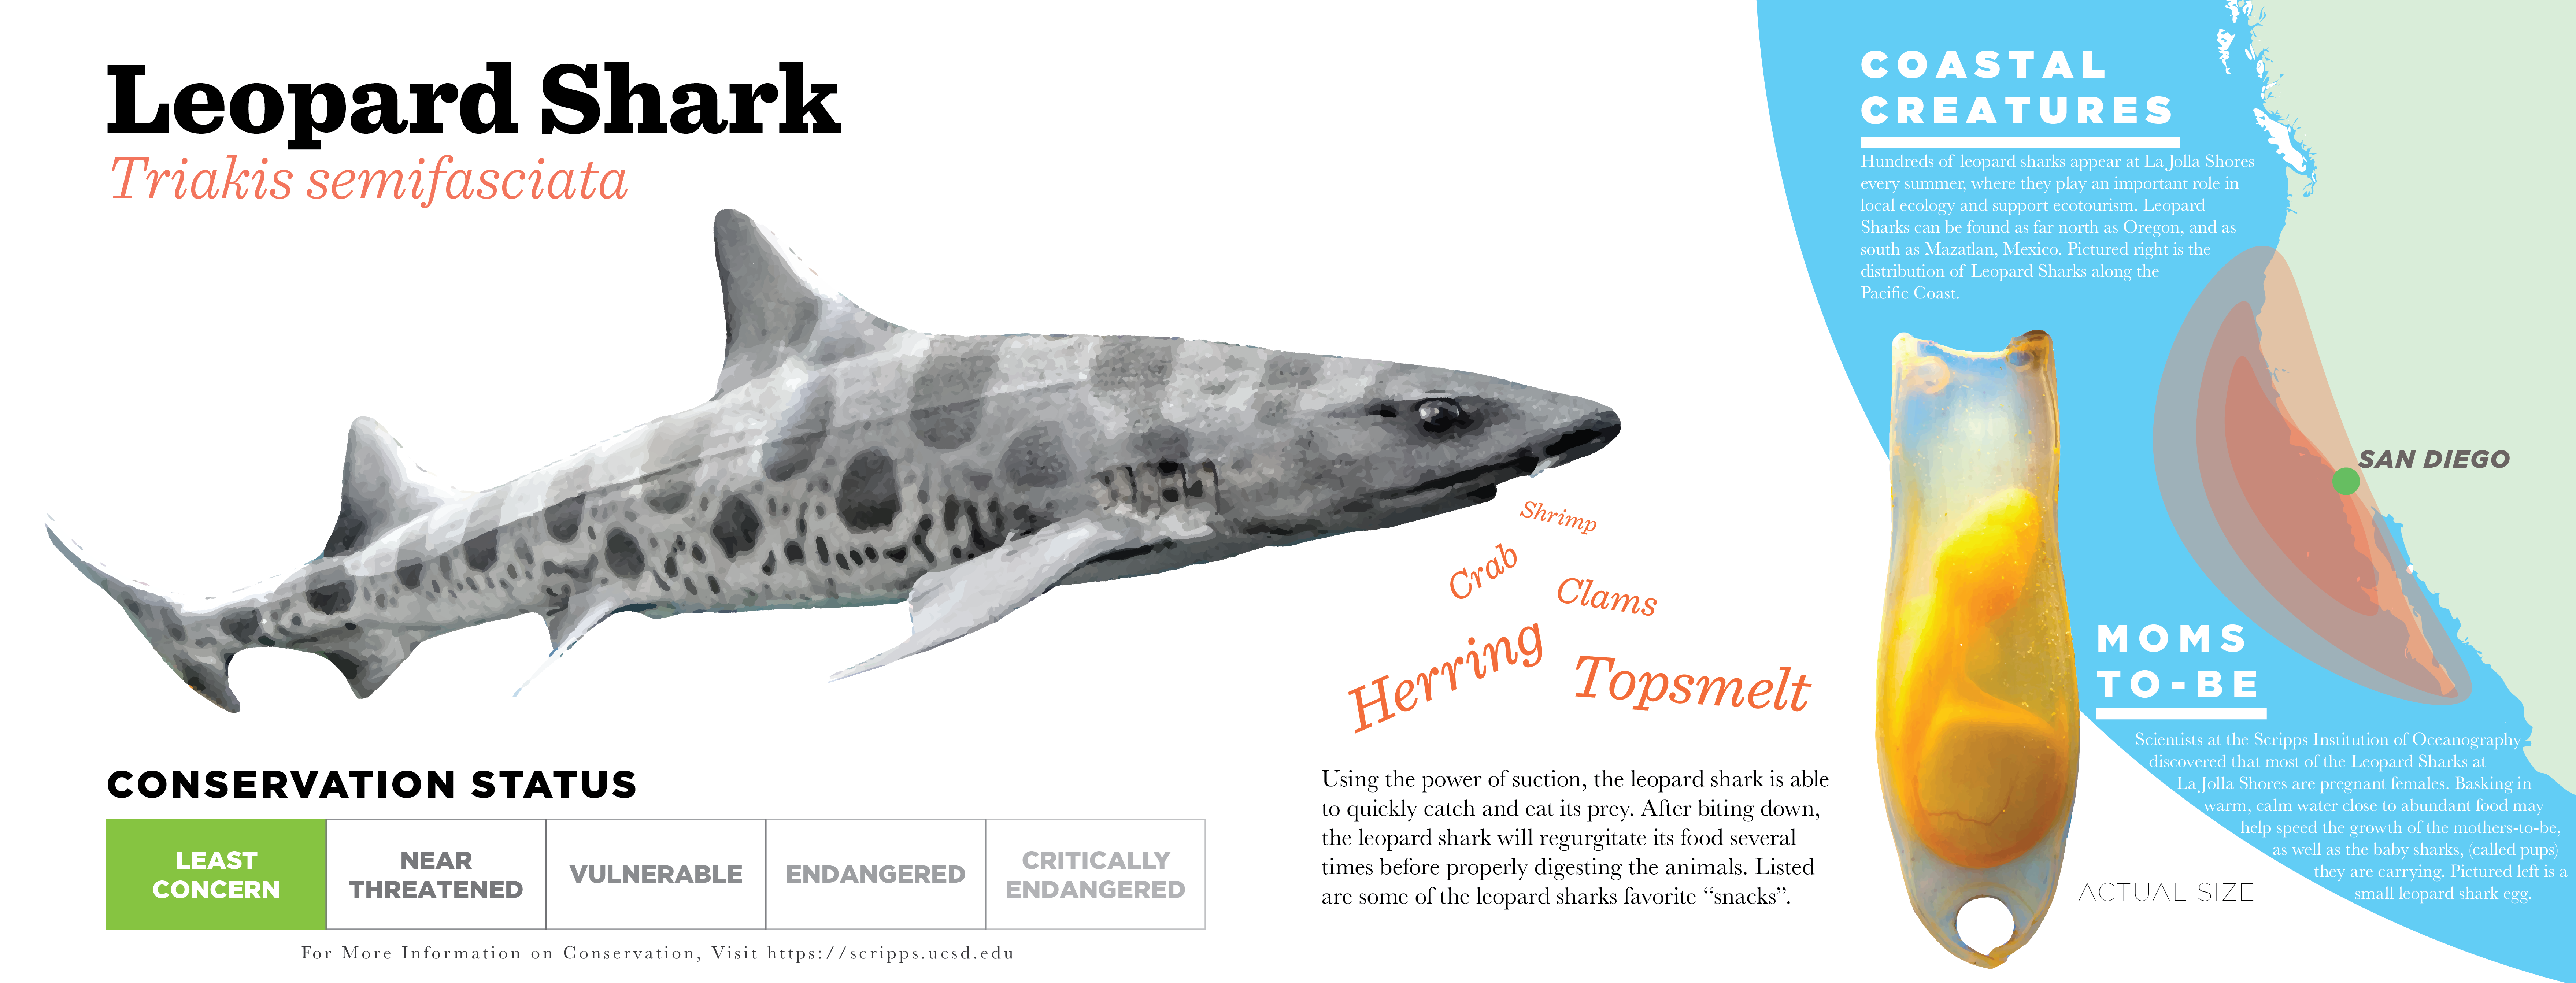 Leopard Shark
Triakis semifasciata
Shrimp
Crab
Clams
Herring
Topsmelt
CONSERVATION STATUS
LEAST
CONCERN
NEAR
THREATENED
VULNERABLE
ENDANGERED
CRITICALLY
ENDANGERED
For More Information on Conservation, Visit https://scripps.ucsd.edu
Using the power of suction, the leopard shark is able
to quickly catch and eat its prey. After biting down,
the leopard shark will regurgitate its food several
times before properly digesting the animals. Listed
are some of the leopard sharks favorite “snacks”.
COASTAL
CREATURES
Hundreds of leopard sharks appear at La Jolla Shores
every summer, where they play an important role in
local ecology and support ecotourism. Leopard
Sharks can be found as far north as Oregon, and as
south as Mazatlan, Mexico. Pictured right is the
distribution of Leopard Sharks along the
Pacific Coast.
SAN DIEGO
MOMS
TO-BE
Scientists at the Scripps Institution of Oceanography
discovered that most of the Leopard Sharks at
La Jolla Shores are pregnant females. Basking in
warm, calm water close to abundant food may
help speed the growth of the mothers-to-be,
as well as the baby sharks, (called pups)
they are carrying. Pictured left is a
small leopard shark egg.
ACTUAL SIZE